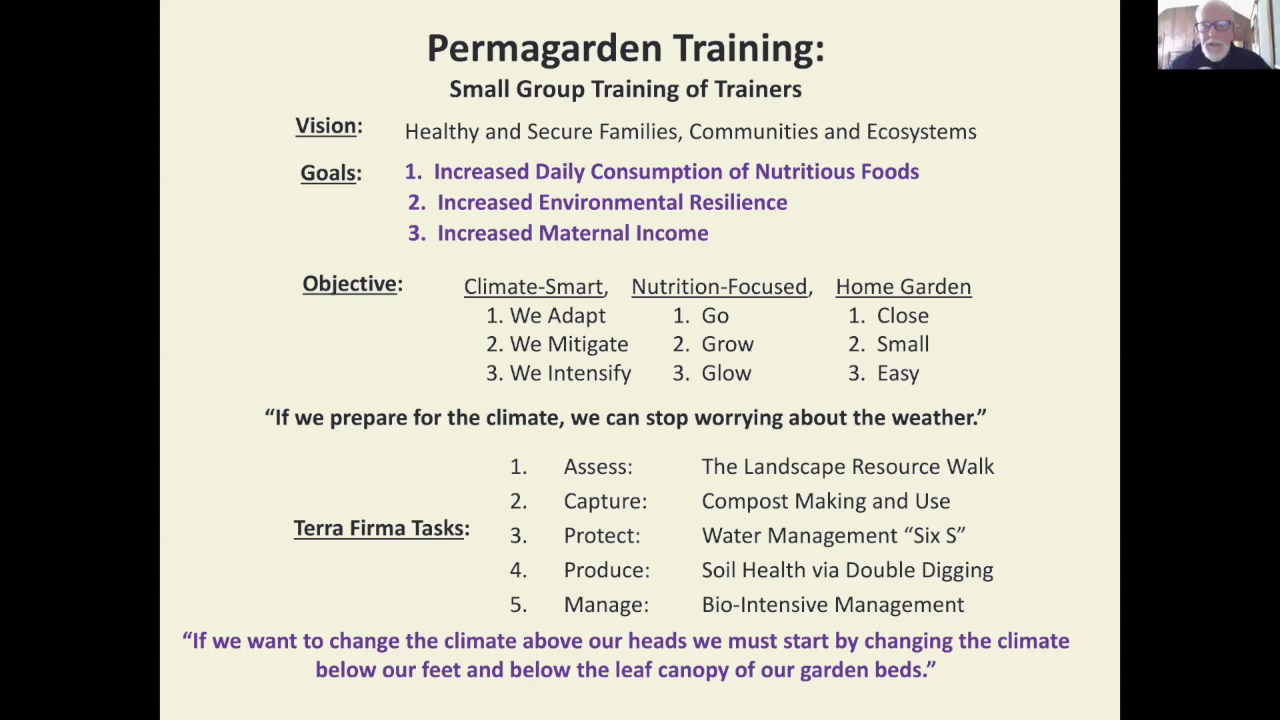 Permagarden Training:
Small Group Training of Trainers
Vision: Healthy and Secure Families, Communities and Ecosystems
Goals: 1. Increased Daily Consumption of Nutritious Foods
2. Increased Environmental Resilience
3. Increased Maternal Income
Objective: Climate-Smart, Nutrition-Focused, Home Garden
1. We Adapt 1. Go 1. Close
2. We Mitigate 2. Grow 2. Small
3. We Intensify 3. Glow 3. Easy
“If we prepare for the climate, we can stop worrying about the weather.”
1. Assess: The Landscape Resource Walk
2. Capture: Compost Making and Use
Terra Firma Tasks: 3. Protect: Water Management “Six S”
4. Produce: Soil Health via Double Digging
5. Manage: Bio-Intensive Management
“If we want to change the climate above our heads we must start by changing the climate
below our feet and below the leaf canopy of our garden beds.”